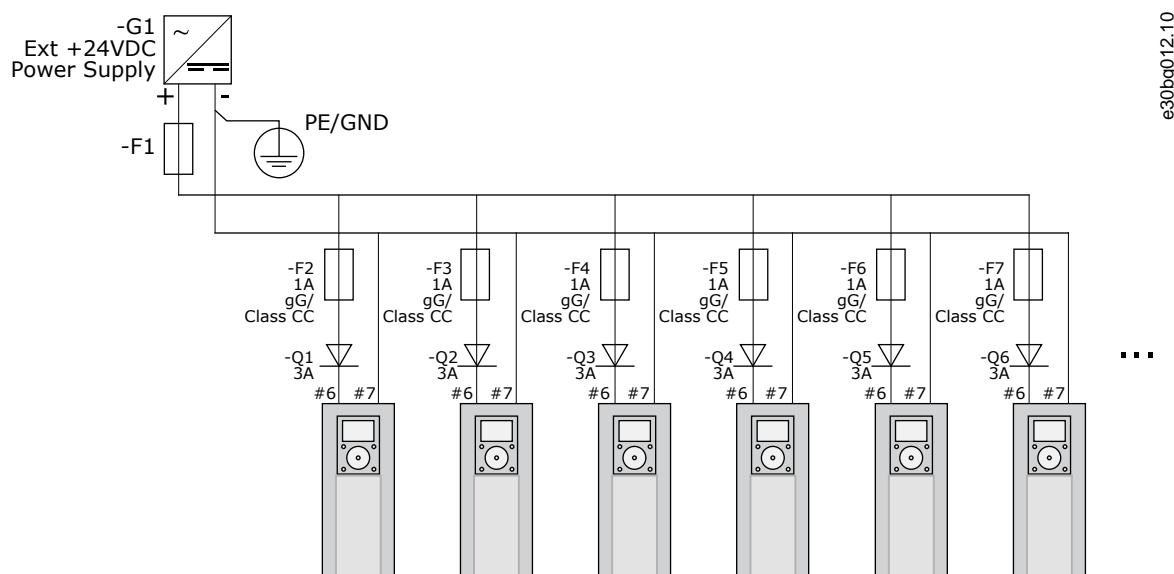 -G1
Ext +24VDC
Power Supply
+ -
-F1
PE/GND
e30bg012.10
-F2
1A
gG/
Class CC
-F3
1A
gG/
Class CC
-F4
1A
gG/
Class CC
-F5
1A
gG/
Class CC
-F6
1A
gG/
Class CC
-F7
1A
gG/
Class CC
-Q1
3A
-Q2
3A
-Q3
3A
-Q4
3A
-Q5
3A
-Q6
3A
...
#6 #7
#6 #7
#6 #7
#6 #7
#6 #7
#6 #7